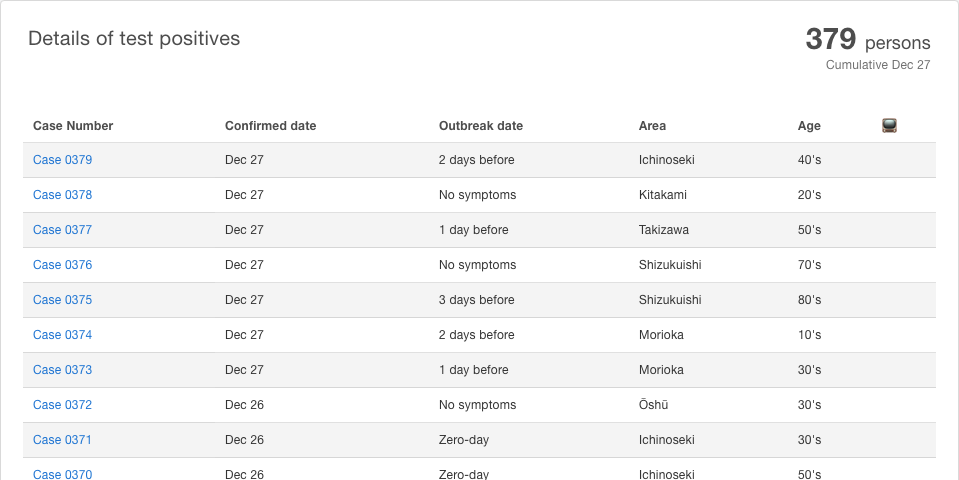 Details of test positives
379 persons
Cumulative Dec 27
Case Number Confirmed date Outbreak date Area Age
Case 0379 Dec 27 2 days before Ichinoseki 40's
Case 0378 Dec 27 No symptoms Kitakami 20's
Case 0377 Dec 27 1 day before Takizawa 50's
Case 0376 Dec 27 No symptoms Shizukuishi 70's
Case 0375 Dec 27 3 days before Shizukuishi 80's
Case 0374 Dec 27 2 days before Morioka 10's
Case 0373 Dec 27 1 day before Morioka 30's
Case 0372 Dec 26 No symptoms Ōshū 30's
Case 0371 Dec 26 Zero-day Ichinoseki 30's
Case 0370 Dec 26 Zero-day Ichinoseki 50's